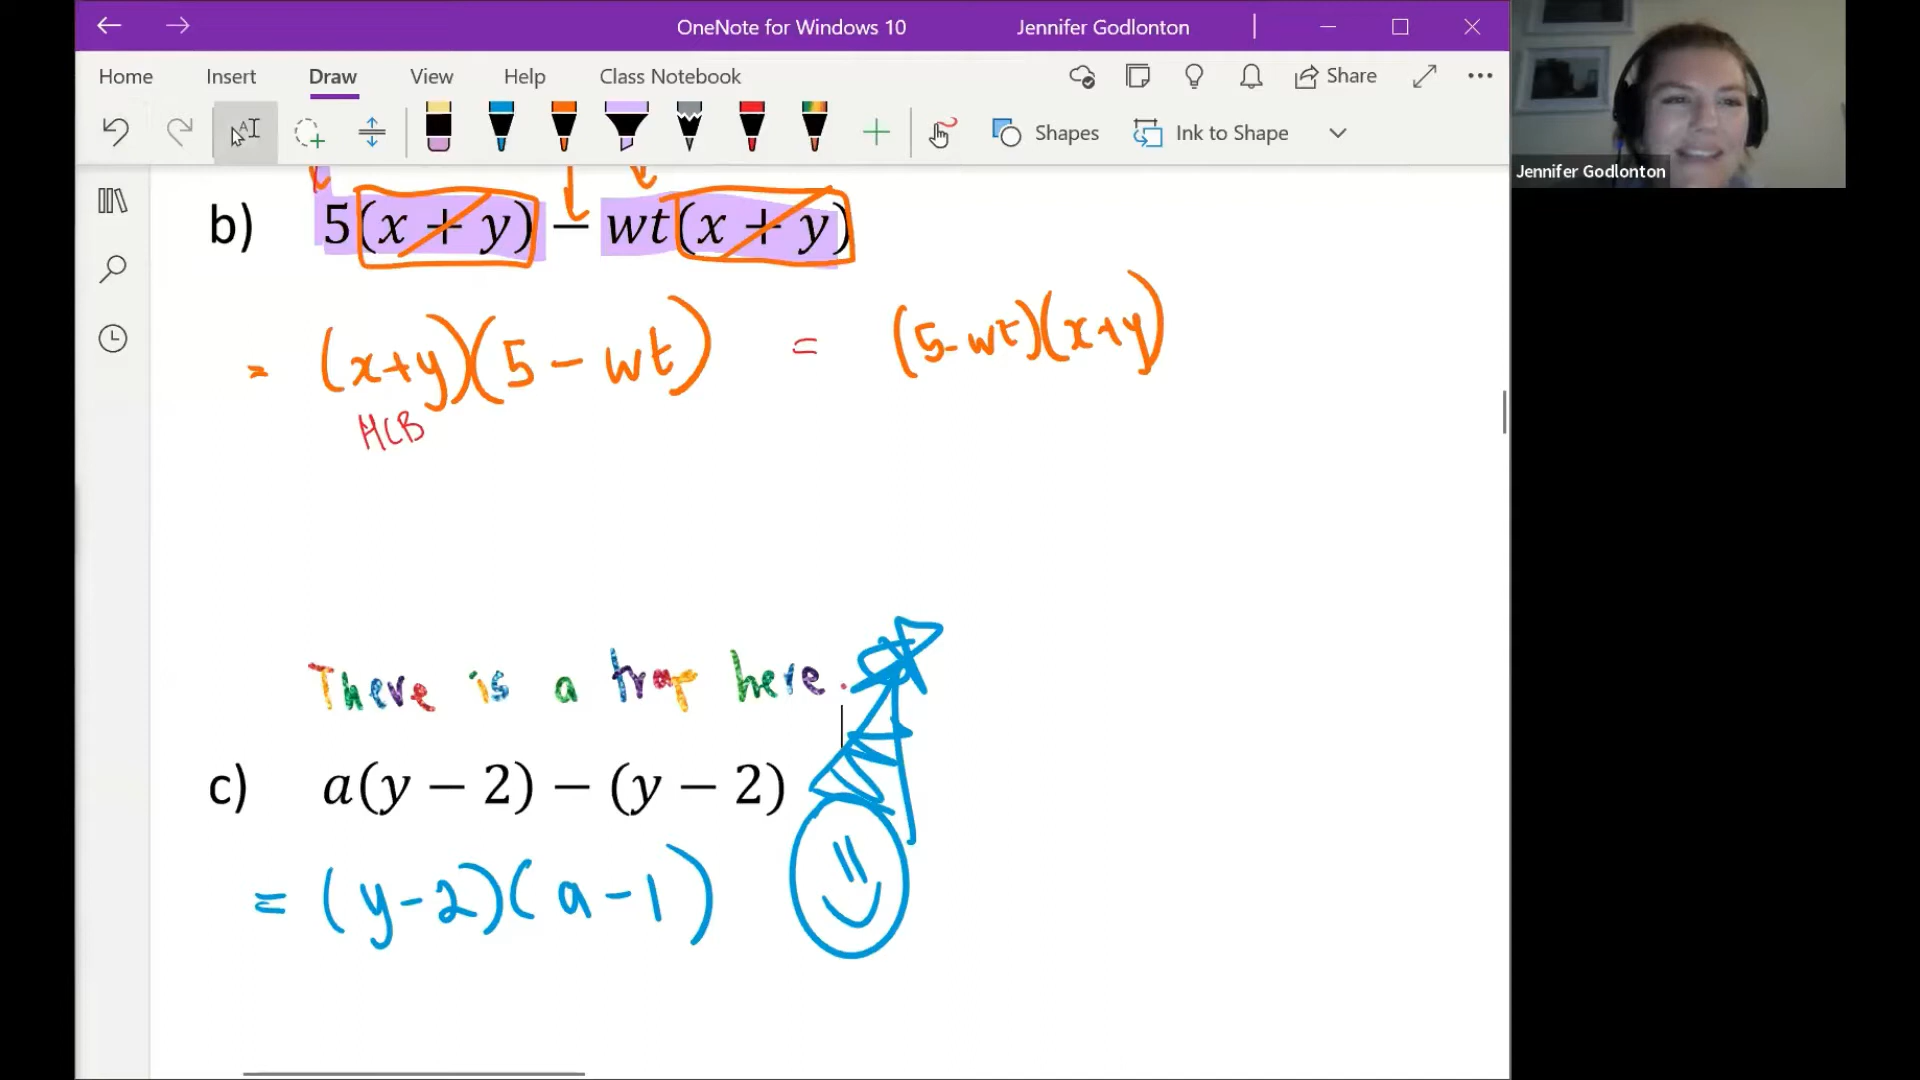 OneNote for Windows 10 Jennifer Godlonton
Home Insert Draw View Help Class Notebook Share
Shapes Ink to Shape
Jennifer Godlonton
b) 5(x + y) − wt(x + y)
= (x+y)(5 − wt) = (5-wt)(x+y)
HCB
There is a trap here.
c) a(y − 2) − (y − 2)
= (y-2)(a-1)